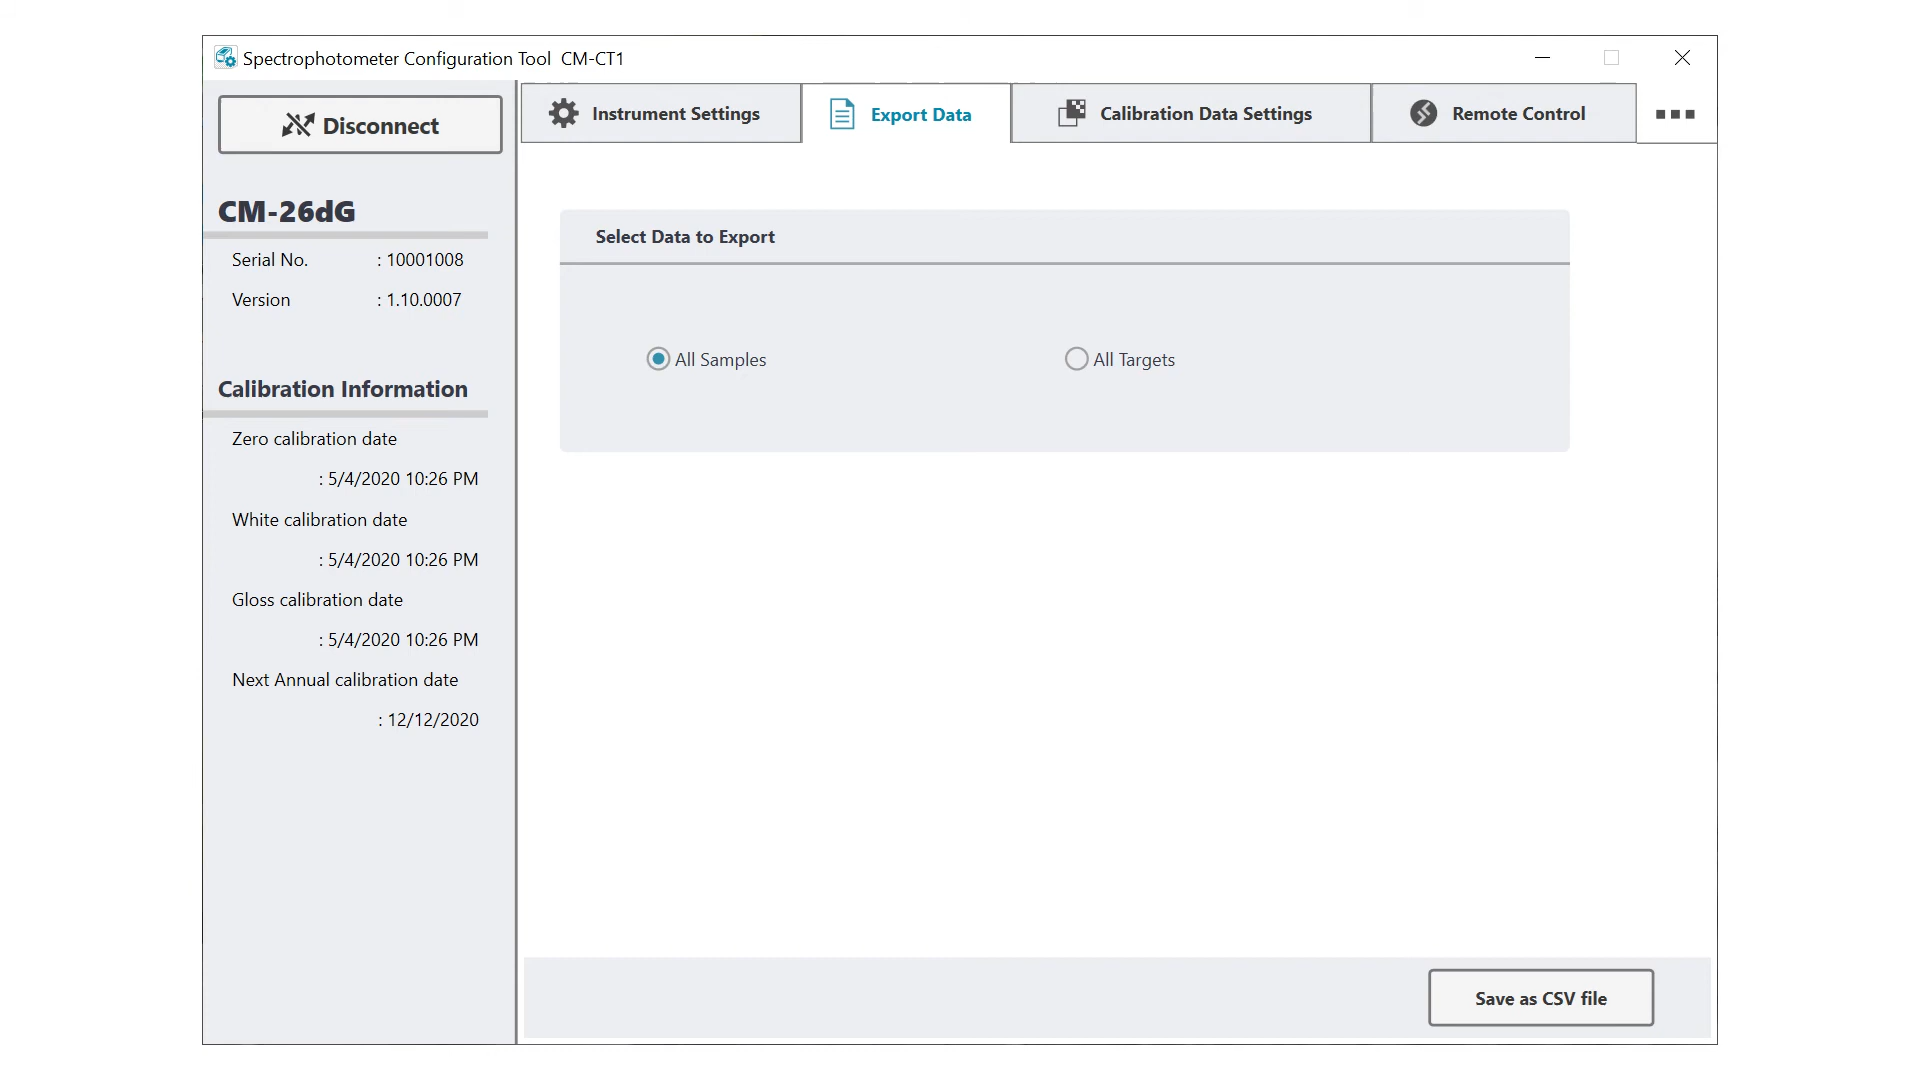 Spectrophotometer Configuration Tool CM-CT1
Disconnect
Instrument Settings
Export Data
Calibration Data Settings
Remote Control
CM-26dG
Serial No. : 10001008
Version : 1.10.0007
Calibration Information
Zero calibration date
: 5/4/2020 10:26 PM
White calibration date
: 5/4/2020 10:26 PM
Gloss calibration date
: 5/4/2020 10:26 PM
Next Annual calibration date
: 12/12/2020
Select Data to Export
All Samples
All Targets
Save as CSV file